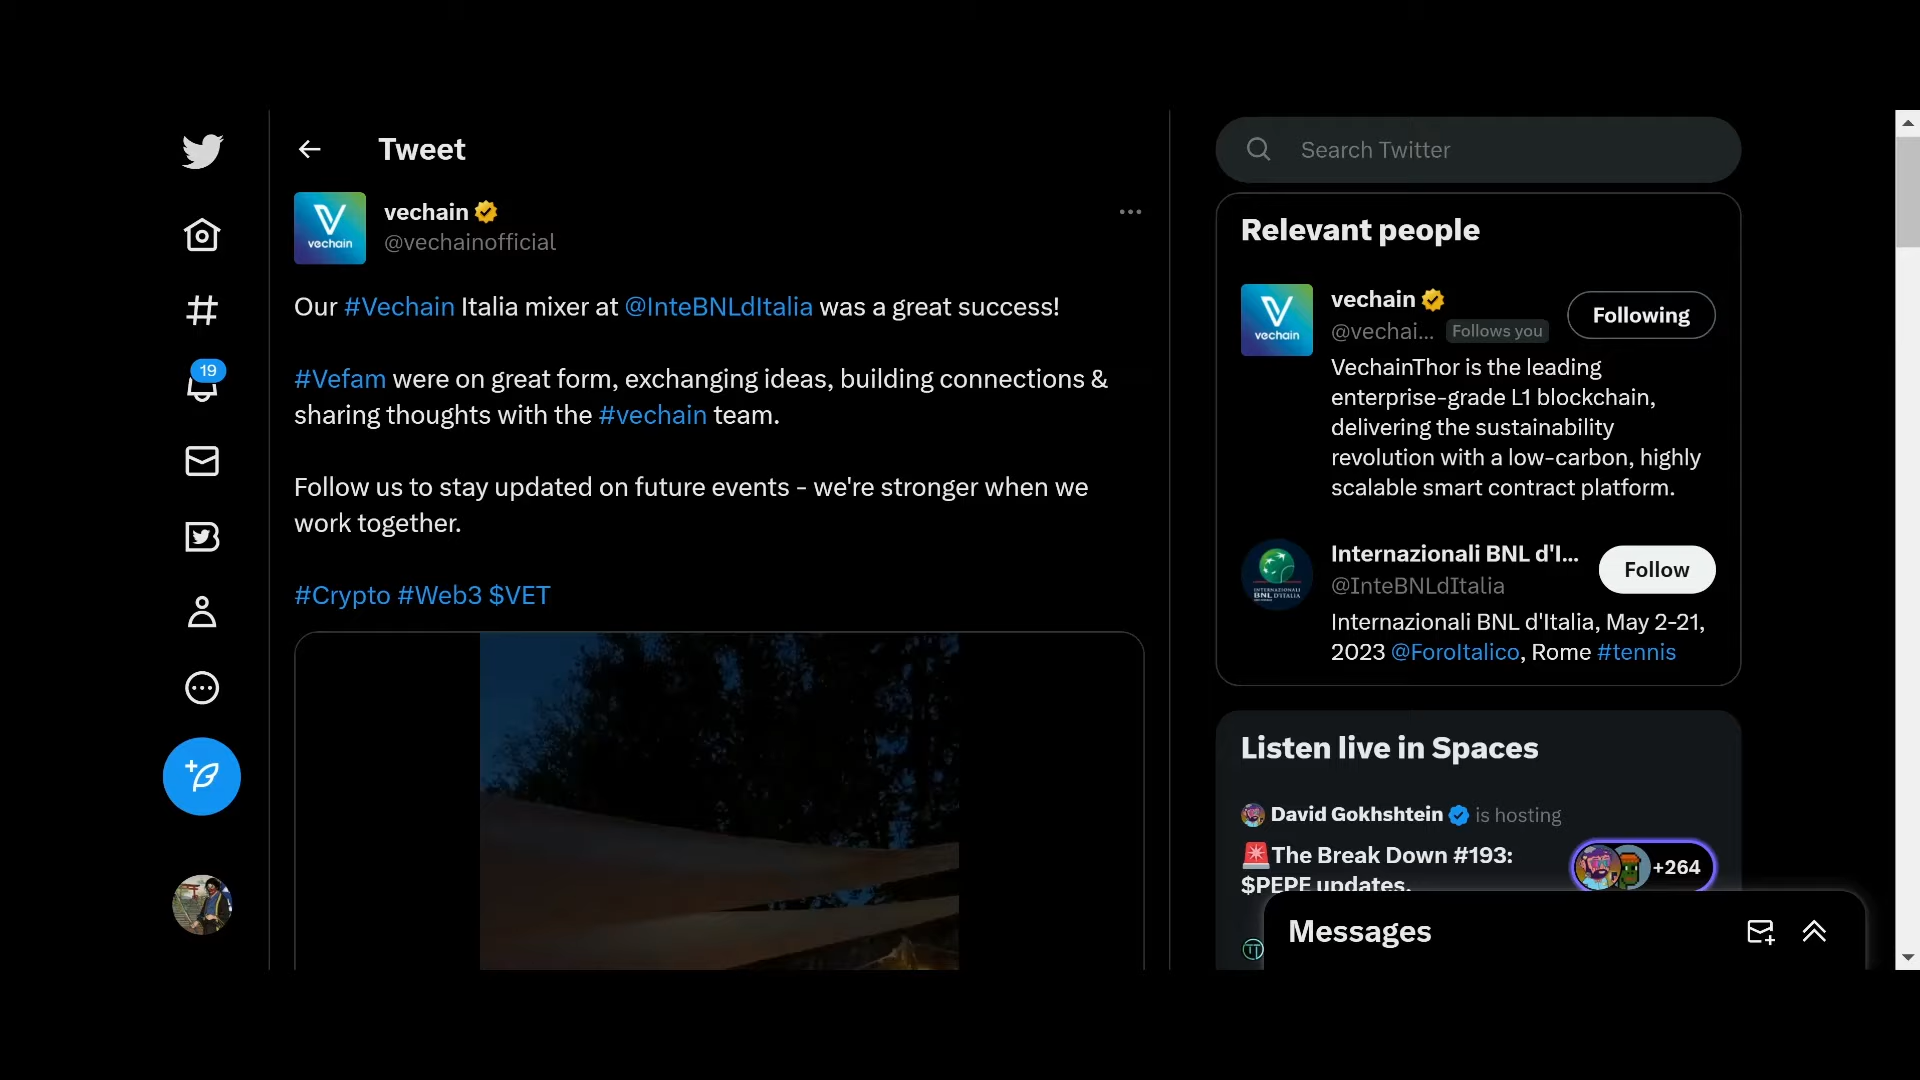 Tweet
Search Twitter
vechain
vechain
@vechainofficial
Our #Vechain Italia mixer at @InteBNLdItalia was a great success!
#Vefam were on great form, exchanging ideas, building connections &
sharing thoughts with the #vechain team.
Follow us to stay updated on future events - we're stronger when we
work together.
#Crypto #Web3 $VET
19
Relevant people
vechain
vechain
@vechai... Follows you
Following
VechainThor is the leading
enterprise-grade L1 blockchain,
delivering the sustainability
revolution with a low-carbon, highly
scalable smart contract platform.
INTERNAZIONALI
BNL D'ITALIA
Internazionali BNL d'I...
@InteBNLdItalia
Follow
Internazionali BNL d'Italia, May 2-21,
2023 @ForoItalico, Rome #tennis
Listen live in Spaces
David Gokhshtein is hosting
The Break Down #193:
$PEPE updates.
+264
Messages